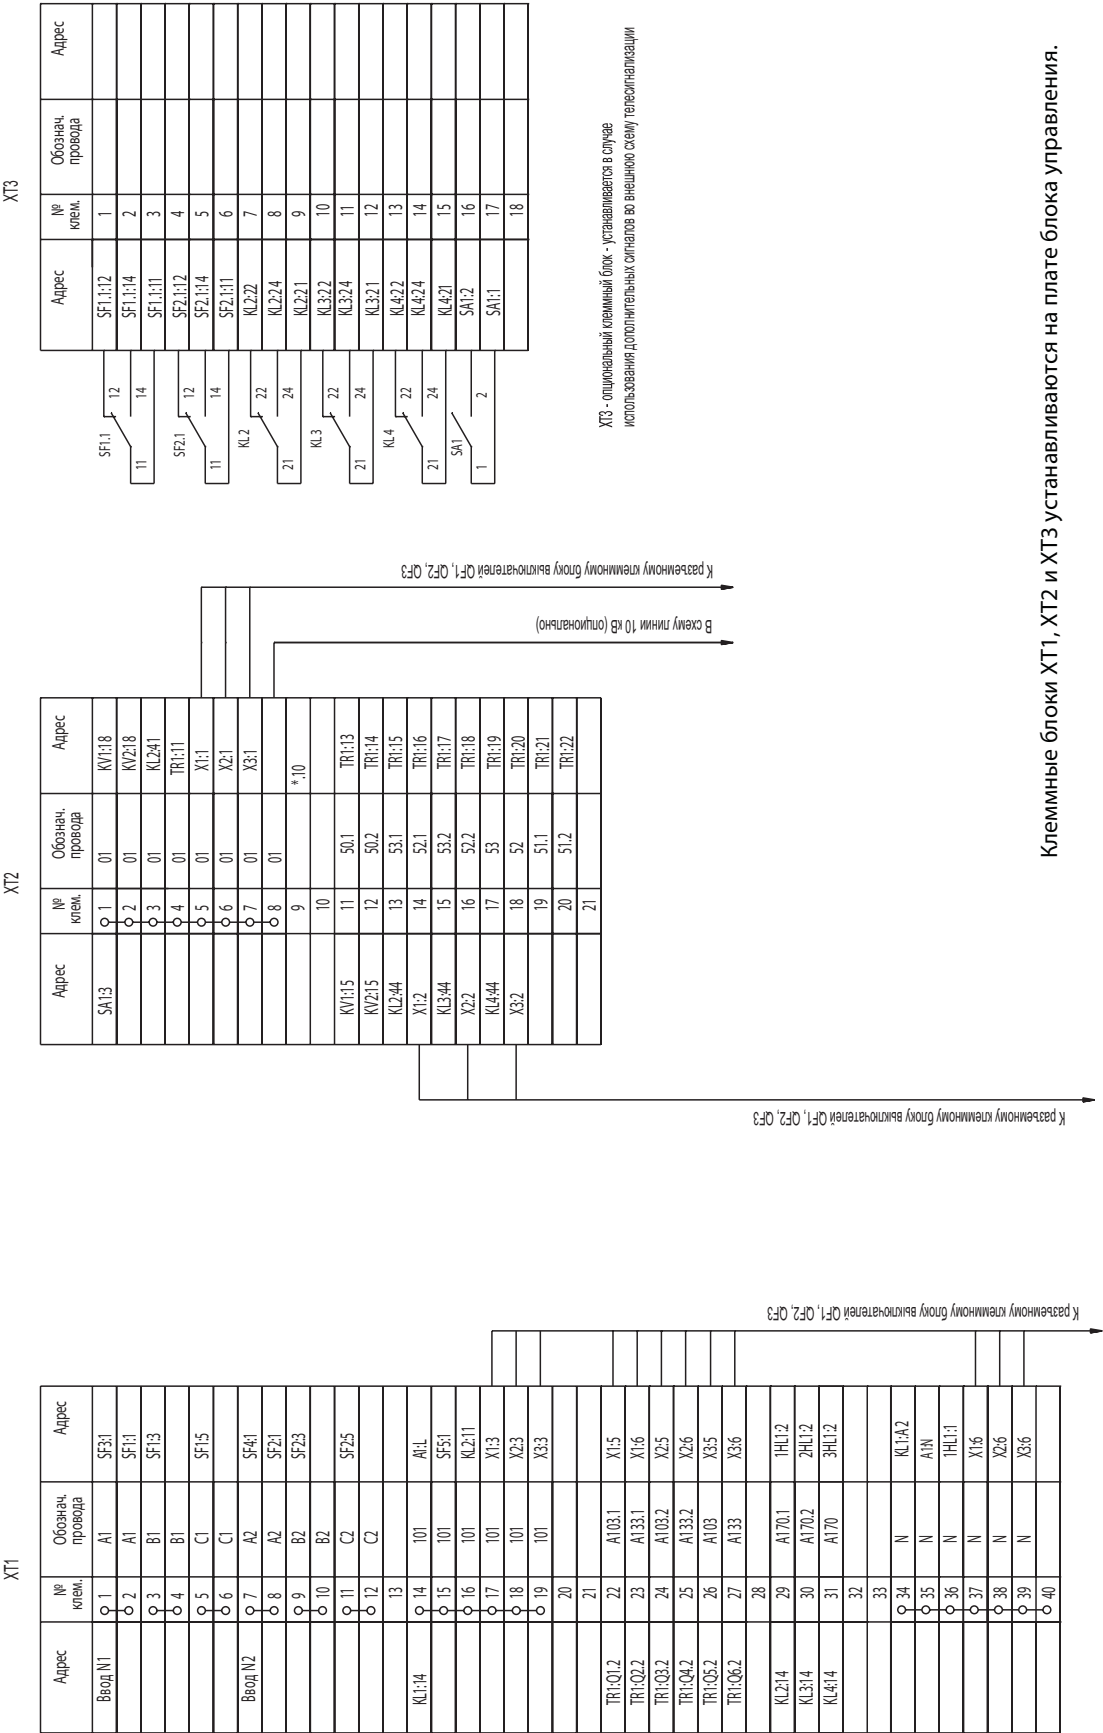 XT1
Адрес № клем. Обознач. провода Адрес
Ввод N1 1 A1 SF3:1
2 A1 SF1:1
3 B1 SF1:3
4 B1
5 C1 SF1:5
6 C1
Ввод N2 7 A2 SF4:1
8 A2 SF2:1
9 B2 SF2:3
10 B2
11 C2 SF2:5
12 C2
13
KL1:14 14 101 A1:L
15 101 SF5:1
16 101 KL2:11
17 101 X1:3
18 101 X2:3
19 101 X3:3
20
21
TR1:Q1.2 22 A103.1 X1:5
TR1:Q2.2 23 A133.1 X1:6
TR1:Q3.2 24 A103.2 X2:5
TR1:Q4.2 25 A133.2 X2:6
TR1:Q5.2 26 A103 X3:5
TR1:Q6.2 27 A133 X3:6
28
KL2:14 29 A170.1 1HL1:2
KL3:14 30 A170.2 2HL1:2
KL4:14 31 A170 3HL1:2
32
33
34 N KL1:A2
35 N A1:N
36 N 1HL1:1
37 N X1:6
38 N X2:6
39 N X3:6
40
К разъемному клеммному блоку выключателей QF1, QF2, QF3
XT2
Адрес № клем. Обознач. провода Адрес
SA1:3 1 01 KV1:18
2 01 KV2:18
3 01 KL2:41
4 01 TR1:11
5 01 X1:1
6 01 X2:1
7 01 X3:1
8 01
9 *.10
10
KV1:15 11 50.1 TR1:13
KV2:15 12 50.2 TR1:14
KL2:44 13 53.1 TR1:15
X1:2 14 52.1 TR1:16
KL3:44 15 53.2 TR1:17
X2:2 16 52.2 TR1:18
KL4:44 17 53 TR1:19
X3:2 18 52 TR1:20
19 51.1 TR1:21
20 51.2 TR1:22
21
К разъемному клеммному блоку выключателей QF1, QF2, QF3
В схему линии 10 кВ (опционально)
К разъемному клеммному блоку выключателей QF1, QF2, QF3
XT3
Адрес № клем. Обознач. провода Адрес
SF1.1 12 SF1.1:12 1
14 SF1.1:14 2
11 SF1.1:11 3
SF2.1 12 SF2.1:12 4
14 SF2.1:14 5
11 SF2.1:11 6
KL2 22 KL2:22 7
24 KL2:24 8
21 KL2:21 9
KL3 22 KL3:22 10
24 KL3:24 11
21 KL3:21 12
KL4 22 KL4:22 13
24 KL4:24 14
21 KL4:21 15
SA1 2 SA1:2 16
1 SA1:1 17
18
XT3 - опциональный клеммный блок - устанавливается в случае
использования дополнительных сигналов во внешнюю схему телесигнализации
Клеммные блоки XT1, XT2 и XT3 устанавливаются на плате блока управления.